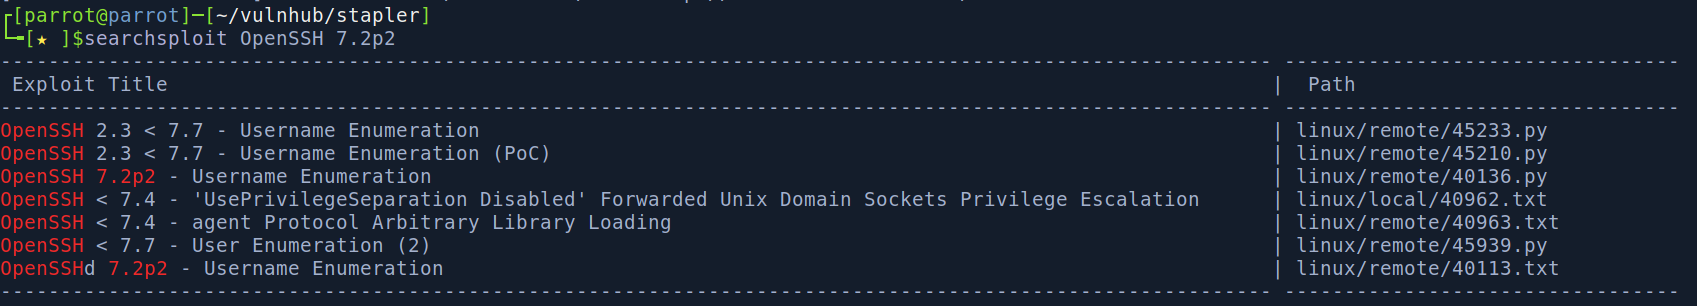 ┌─[parrot@parrot]─[~/vulnhub/stapler]
└──╼[★ ]$searchsploit OpenSSH 7.2p2
---------------------------------------------------------------------------------------------------------- ---------------------------------
 Exploit Title | Path
---------------------------------------------------------------------------------------------------------- ---------------------------------
OpenSSH 2.3 < 7.7 - Username Enumeration | linux/remote/45233.py
OpenSSH 2.3 < 7.7 - Username Enumeration (PoC) | linux/remote/45210.py
OpenSSH 7.2p2 - Username Enumeration | linux/remote/40136.py
OpenSSH < 7.4 - 'UsePrivilegeSeparation Disabled' Forwarded Unix Domain Sockets Privilege Escalation | linux/local/40962.txt
OpenSSH < 7.4 - agent Protocol Arbitrary Library Loading | linux/remote/40963.txt
OpenSSH < 7.7 - User Enumeration (2) | linux/remote/45939.py
OpenSSHd 7.2p2 - Username Enumeration | linux/remote/40113.txt
---------------------------------------------------------------------------------------------------------- ---------------------------------